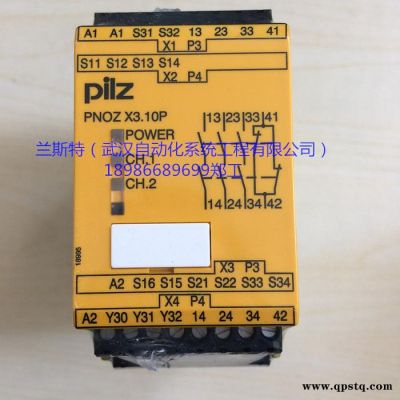 A1 A1 S31 S32 13 23 33 41
X1 P3
S11 S12 S13 S14
X2 P4
pilz
PNOZ X3.10P
POWER
CH.1
CH.2
13 23 33 41
14 24 34 42
兰斯特（武汉自动化系统工程有限公司）
18986689699郑工
18995
X3 P3
A2 S16 S15 S21 S22 S33 S34
X4 P4
A2 Y30 Y31 Y32 14 24 34 42
www.qpstq.com